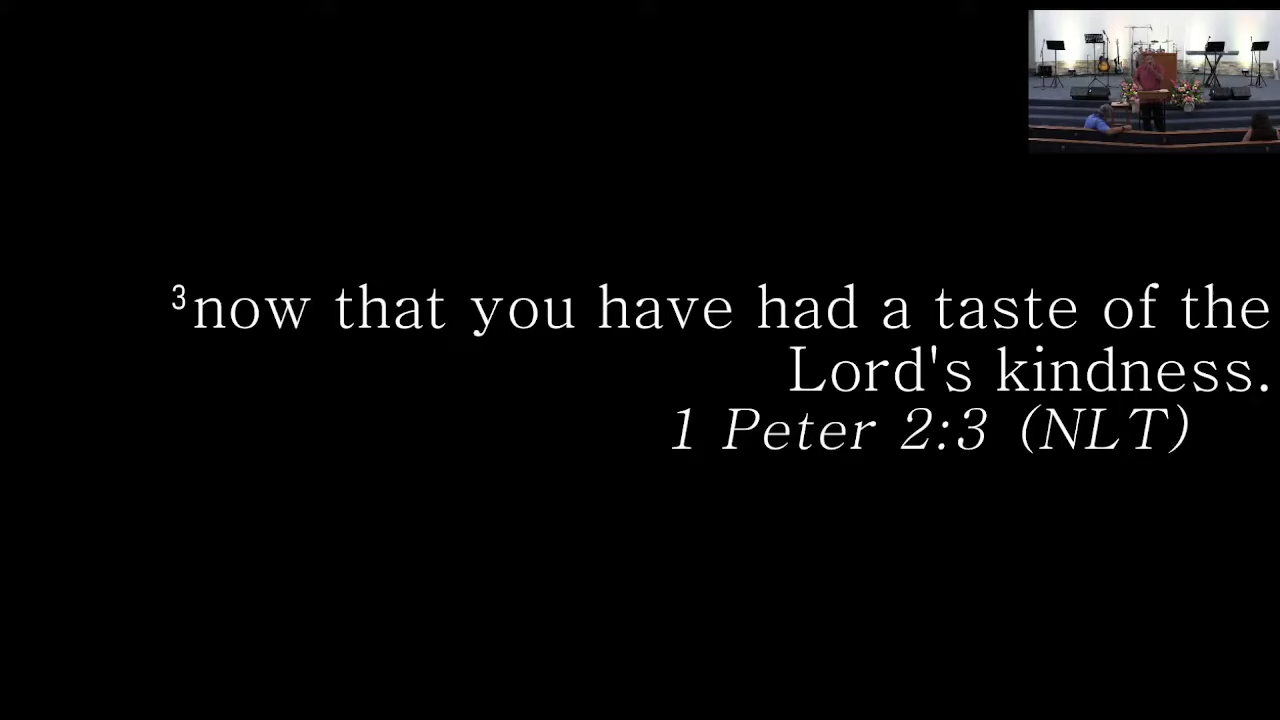 ³now that you have had a taste of the
Lord's kindness.
1 Peter 2:3 (NLT)